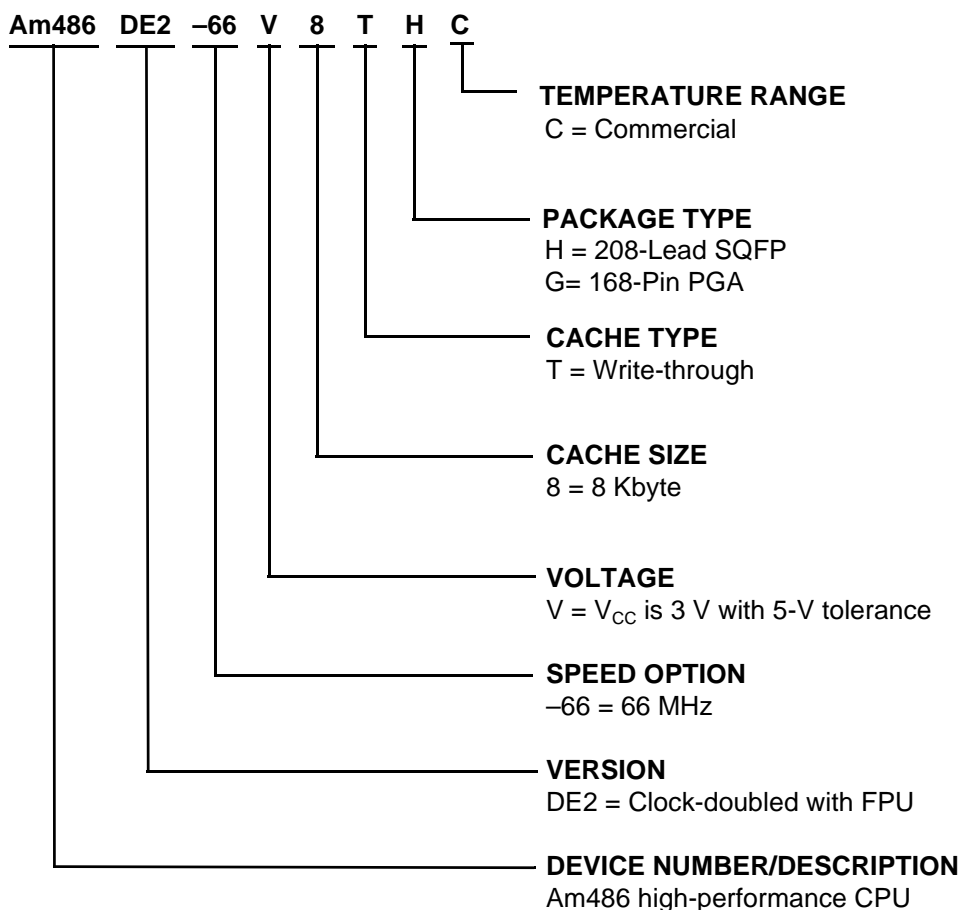 Am486 DE2 –66 V 8 T H C
TEMPERATURE RANGE
C = Commercial
PACKAGE TYPE
H = 208-Lead SQFP
G= 168-Pin PGA
CACHE TYPE
T = Write-through
CACHE SIZE
8 = 8 Kbyte
VOLTAGE
V = VCC is 3 V with 5-V tolerance
SPEED OPTION
–66 = 66 MHz
VERSION
DE2 = Clock-doubled with FPU
DEVICE NUMBER/DESCRIPTION
Am486 high-performance CPU